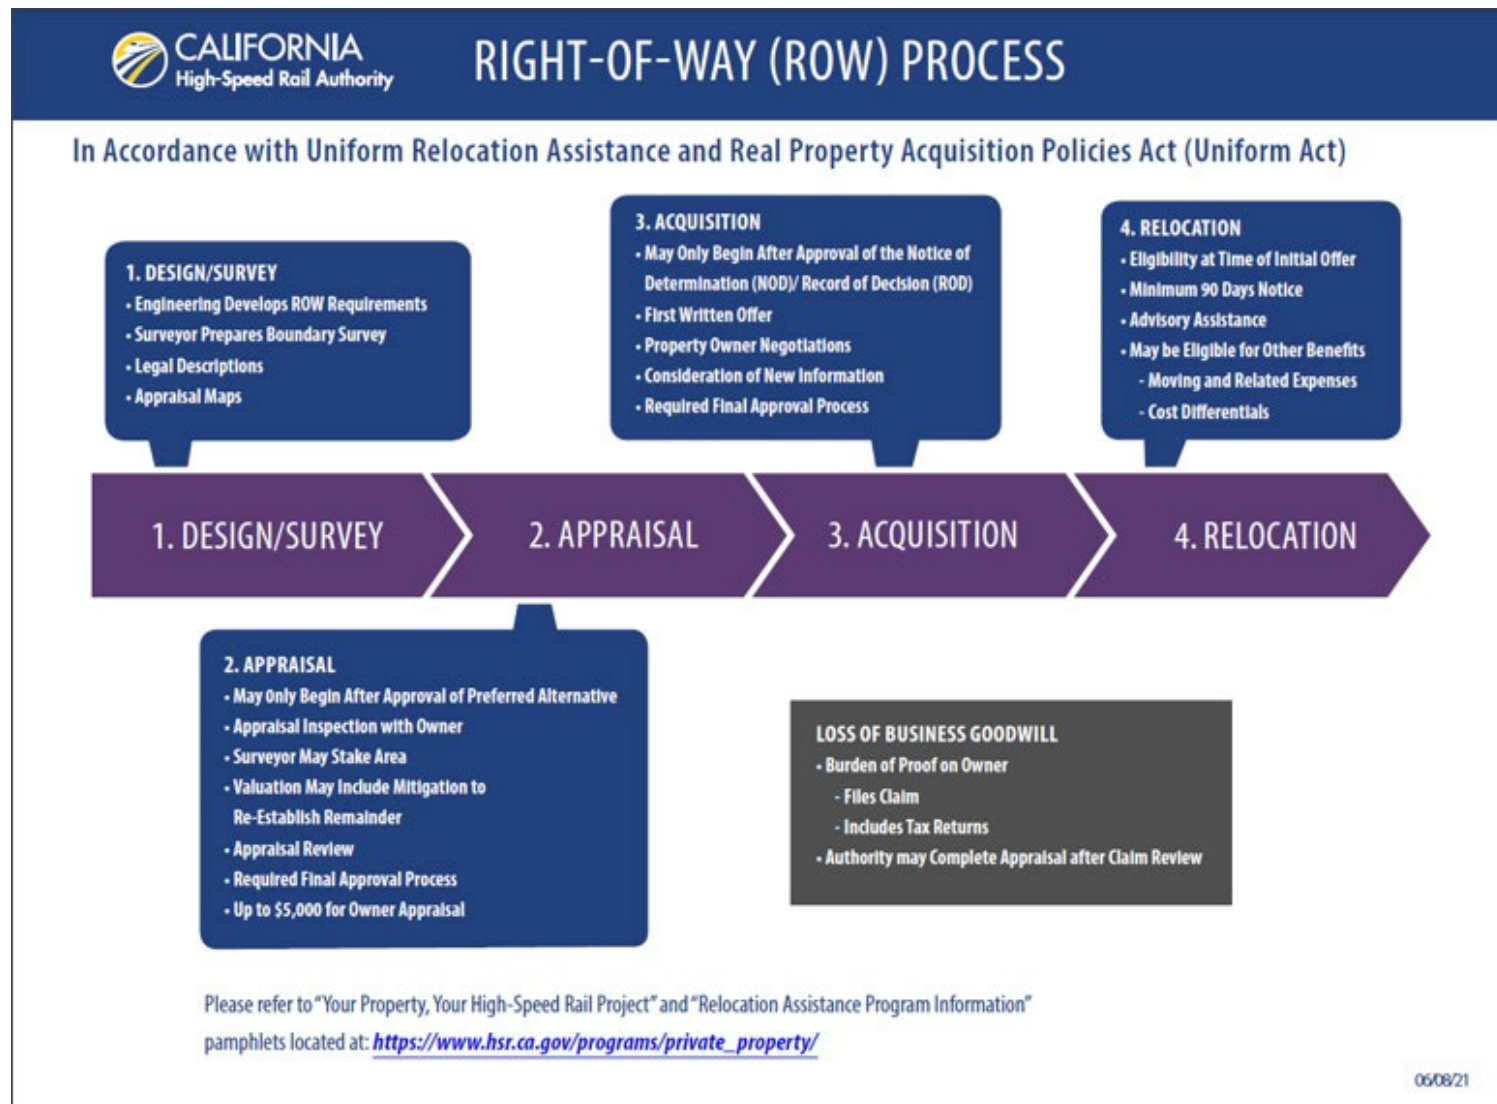 CALIFORNIA
High-Speed Rail Authority
RIGHT-OF-WAY (ROW) PROCESS
In Accordance with Uniform Relocation Assistance and Real Property Acquisition Policies Act (Uniform Act)
1. DESIGN/SURVEY
• Engineering Develops ROW Requirements
• Surveyor Prepares Boundary Survey
• Legal Descriptions
• Appraisal Maps
3. ACQUISITION
• May Only Begin After Approval of the Notice of
Determination (NOD)/ Record of Decision (ROD)
• First Written Offer
• Property Owner Negotiations
• Consideration of New Information
• Required Final Approval Process
4. RELOCATION
• Eligibility at Time of Initial Offer
• Minimum 90 Days Notice
• Advisory Assistance
• May be Eligible for Other Benefits
- Moving and Related Expenses
- Cost Differentials
1. DESIGN/SURVEY
2. APPRAISAL
3. ACQUISITION
4. RELOCATION
2. APPRAISAL
• May Only Begin After Approval of Preferred Alternative
• Appraisal Inspection with Owner
• Surveyor May Stake Area
• Valuation May Include Mitigation to
Re-Establish Remainder
• Appraisal Review
• Required Final Approval Process
• Up to $5,000 for Owner Appraisal
LOSS OF BUSINESS GOODWILL
• Burden of Proof on Owner
- Files Claim
- Includes Tax Returns
• Authority may Complete Appraisal after Claim Review
Please refer to “Your Property, Your High-Speed Rail Project” and “Relocation Assistance Program Information”
pamphlets located at: https://www.hsr.ca.gov/programs/private_property/
06/08/21